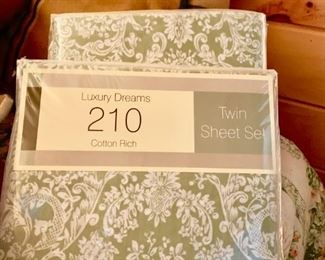 Luxury Dreams
210
Cotton Rich
Twin
Sheet Set